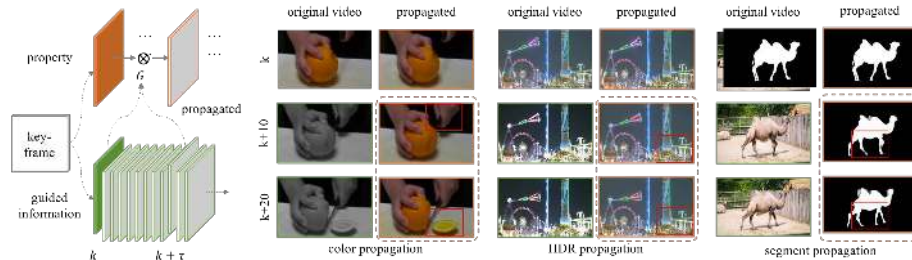 original video
propagated
original video
propagated
original video
propagated
property
...
...
...
G
propagated
key-
frame
guided
information
k
k + τ
k
k+10
k+20
color propagation
HDR propagation
segment propagation